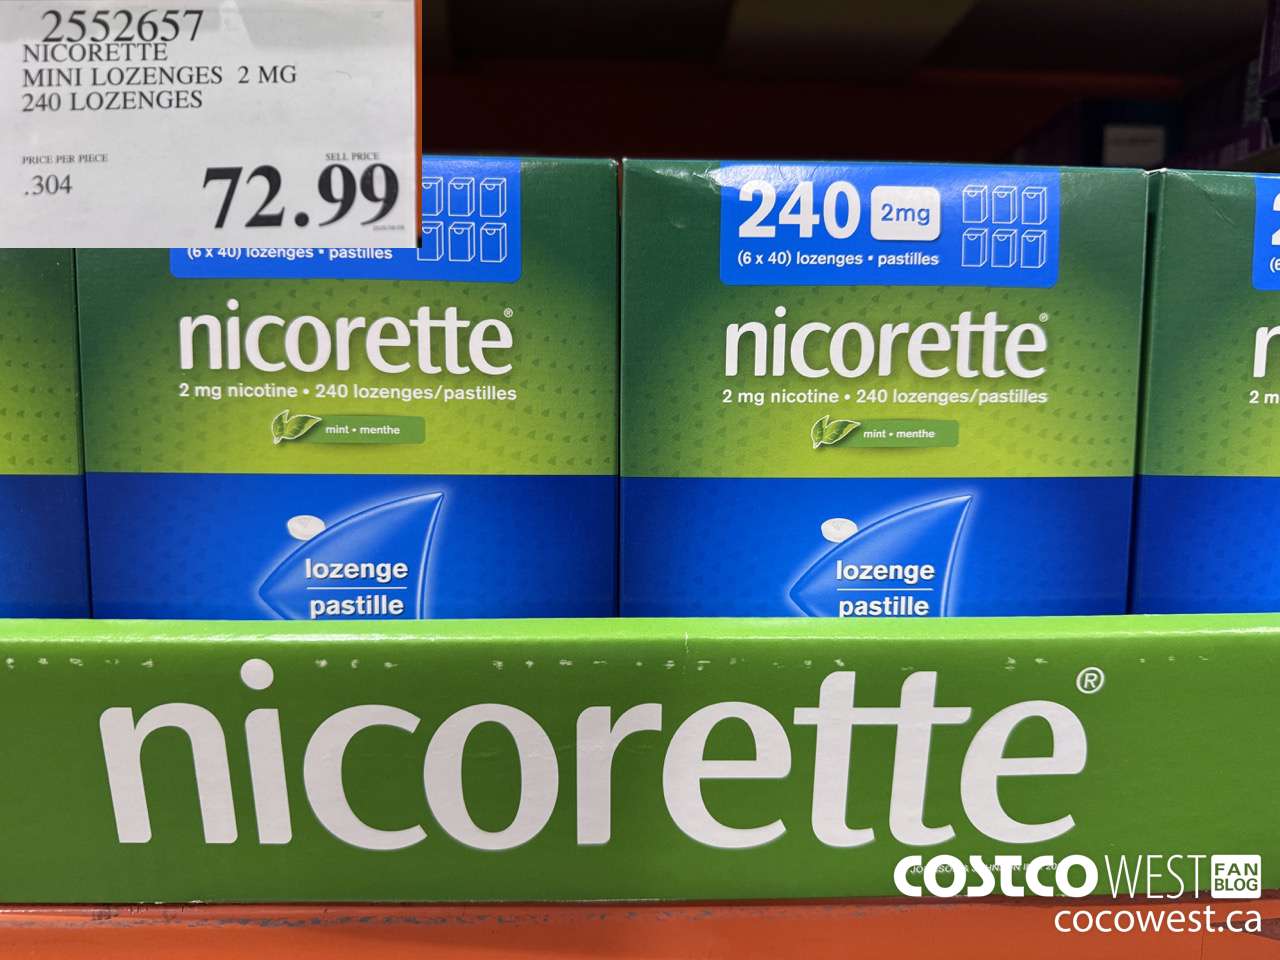 2552657
NICORETTE
MINI LOZENGES 2 MG
240 LOZENGES
PRICE PER PIECE
.304
SELL PRICE
72.99
(6 x 40) lozenges • pastilles
nicorette®
2 mg nicotine • 240 lozenges/pastilles
mint • menthe
lozenge
pastille
240 2mg
(6 x 40) lozenges • pastilles
nicorette®
2 mg nicotine • 240 lozenges/pastilles
mint • menthe
lozenge
pastille
2 m
nicorette®
COSTCO WEST FAN BLOG
cocowest.ca